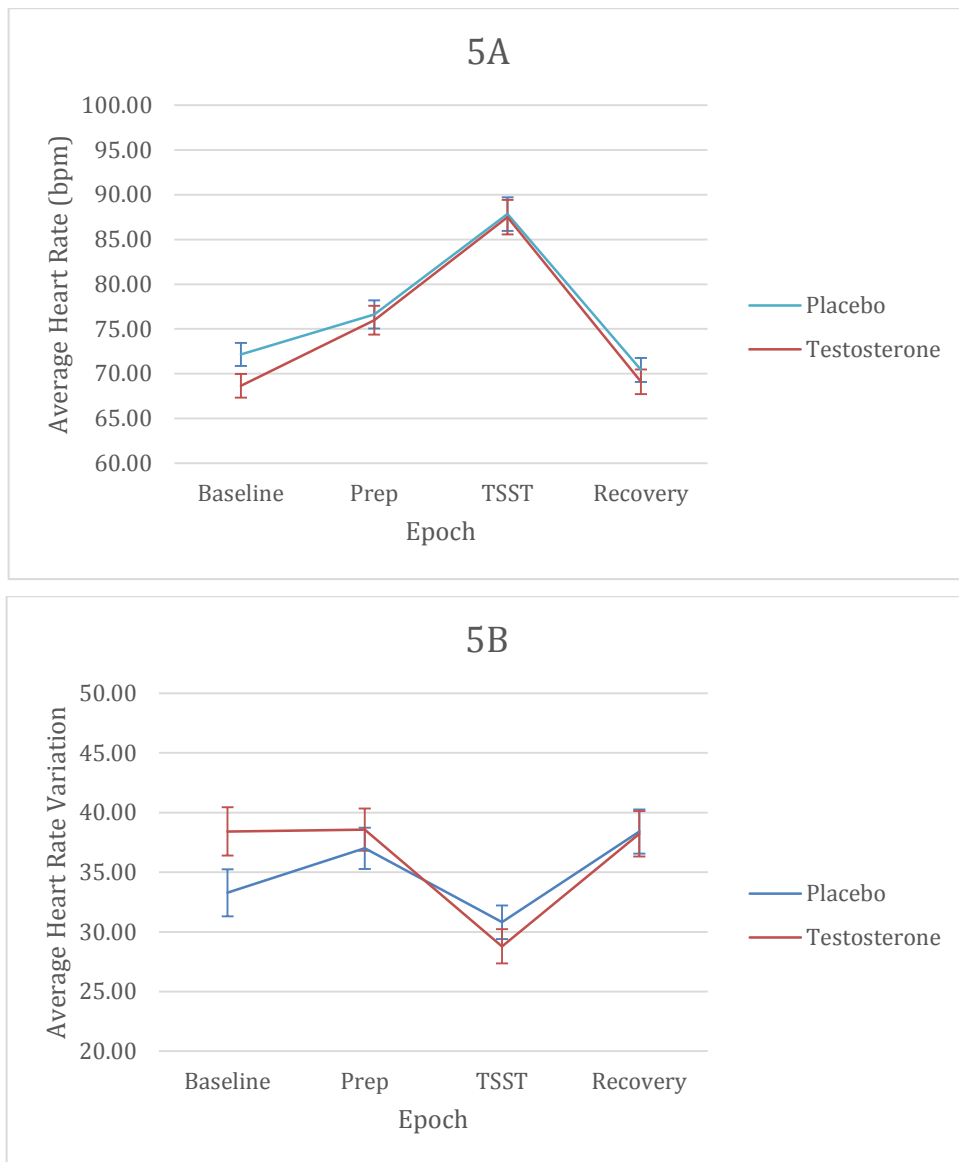 5A
Average Heart Rate (bpm)
100.00
95.00
90.00
85.00
80.00
75.00
70.00
65.00
60.00
Baseline Prep TSST Recovery
Epoch
Placebo
Testosterone
5B
Average Heart Rate Variation
50.00
45.00
40.00
35.00
30.00
25.00
20.00
Baseline Prep TSST Recovery
Epoch
Placebo
Testosterone